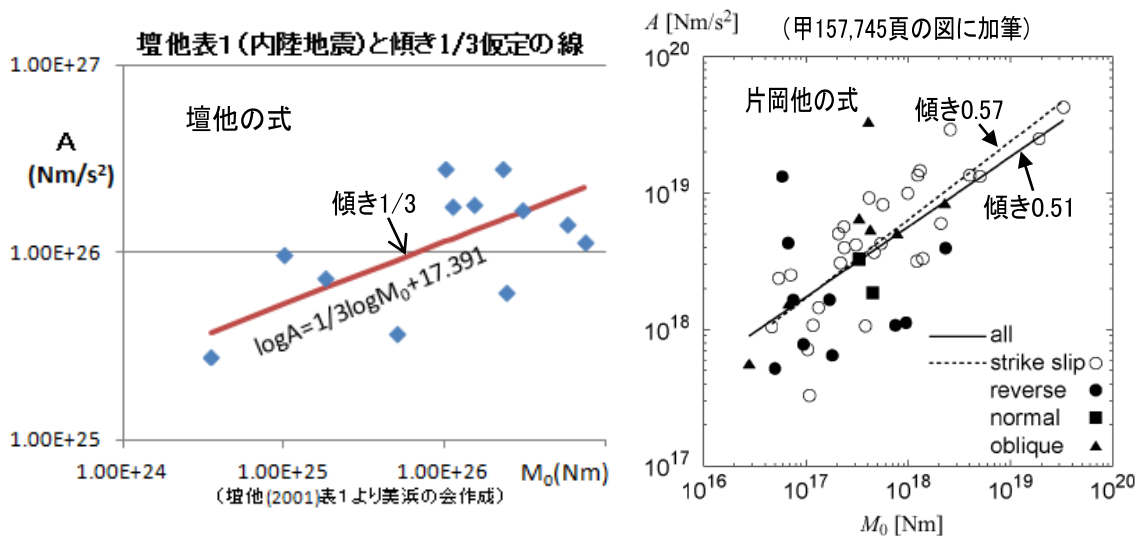 壇他表1（内陸地震）と傾き1/3仮定の線
1.00E+27
壇他の式
A
(Nm/s²)
傾き1/3
1.00E+26
logA=1/3logM₀+17.391
1.00E+25
1.00E+24
1.00E+25
1.00E+26
M₀(Nm)
（壇他(2001)表1より美浜の会作成）
A [Nm/s²]
（甲157,745頁の図に加筆）
10²⁰
片岡他の式
傾き0.57
10¹⁹
傾き0.51
10¹⁸
all
strike slip
reverse
normal
oblique
10¹⁷
10¹⁶
10¹⁷
10¹⁸
10¹⁹
10²⁰
M₀ [Nm]